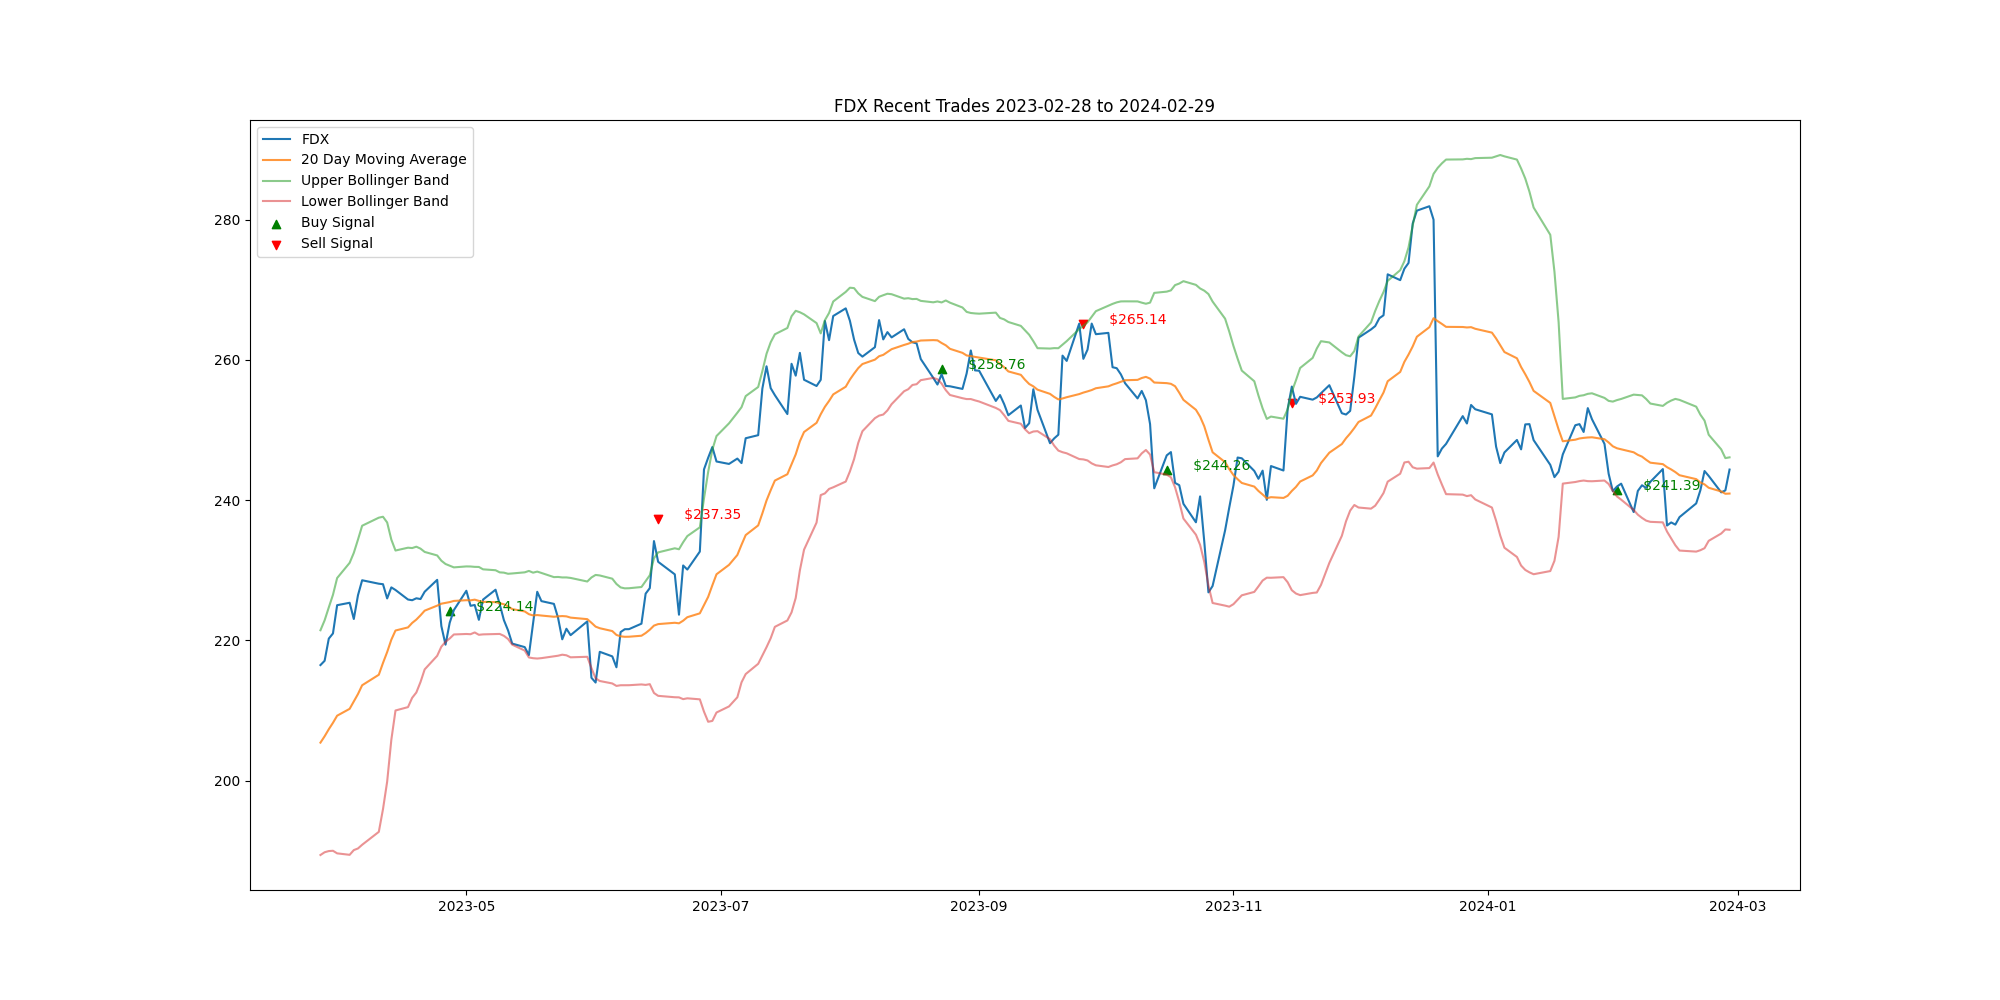 FDX Recent Trades 2023-02-28 to 2024-02-29
FDX
20 Day Moving Average
Upper Bollinger Band
Lower Bollinger Band
Buy Signal
Sell Signal
280
260
240
220
200
$265.14
$258.76
$253.93
$244.26
$241.39
$237.35
$224.14
2023-05
2023-07
2023-09
2023-11
2024-01
2024-03